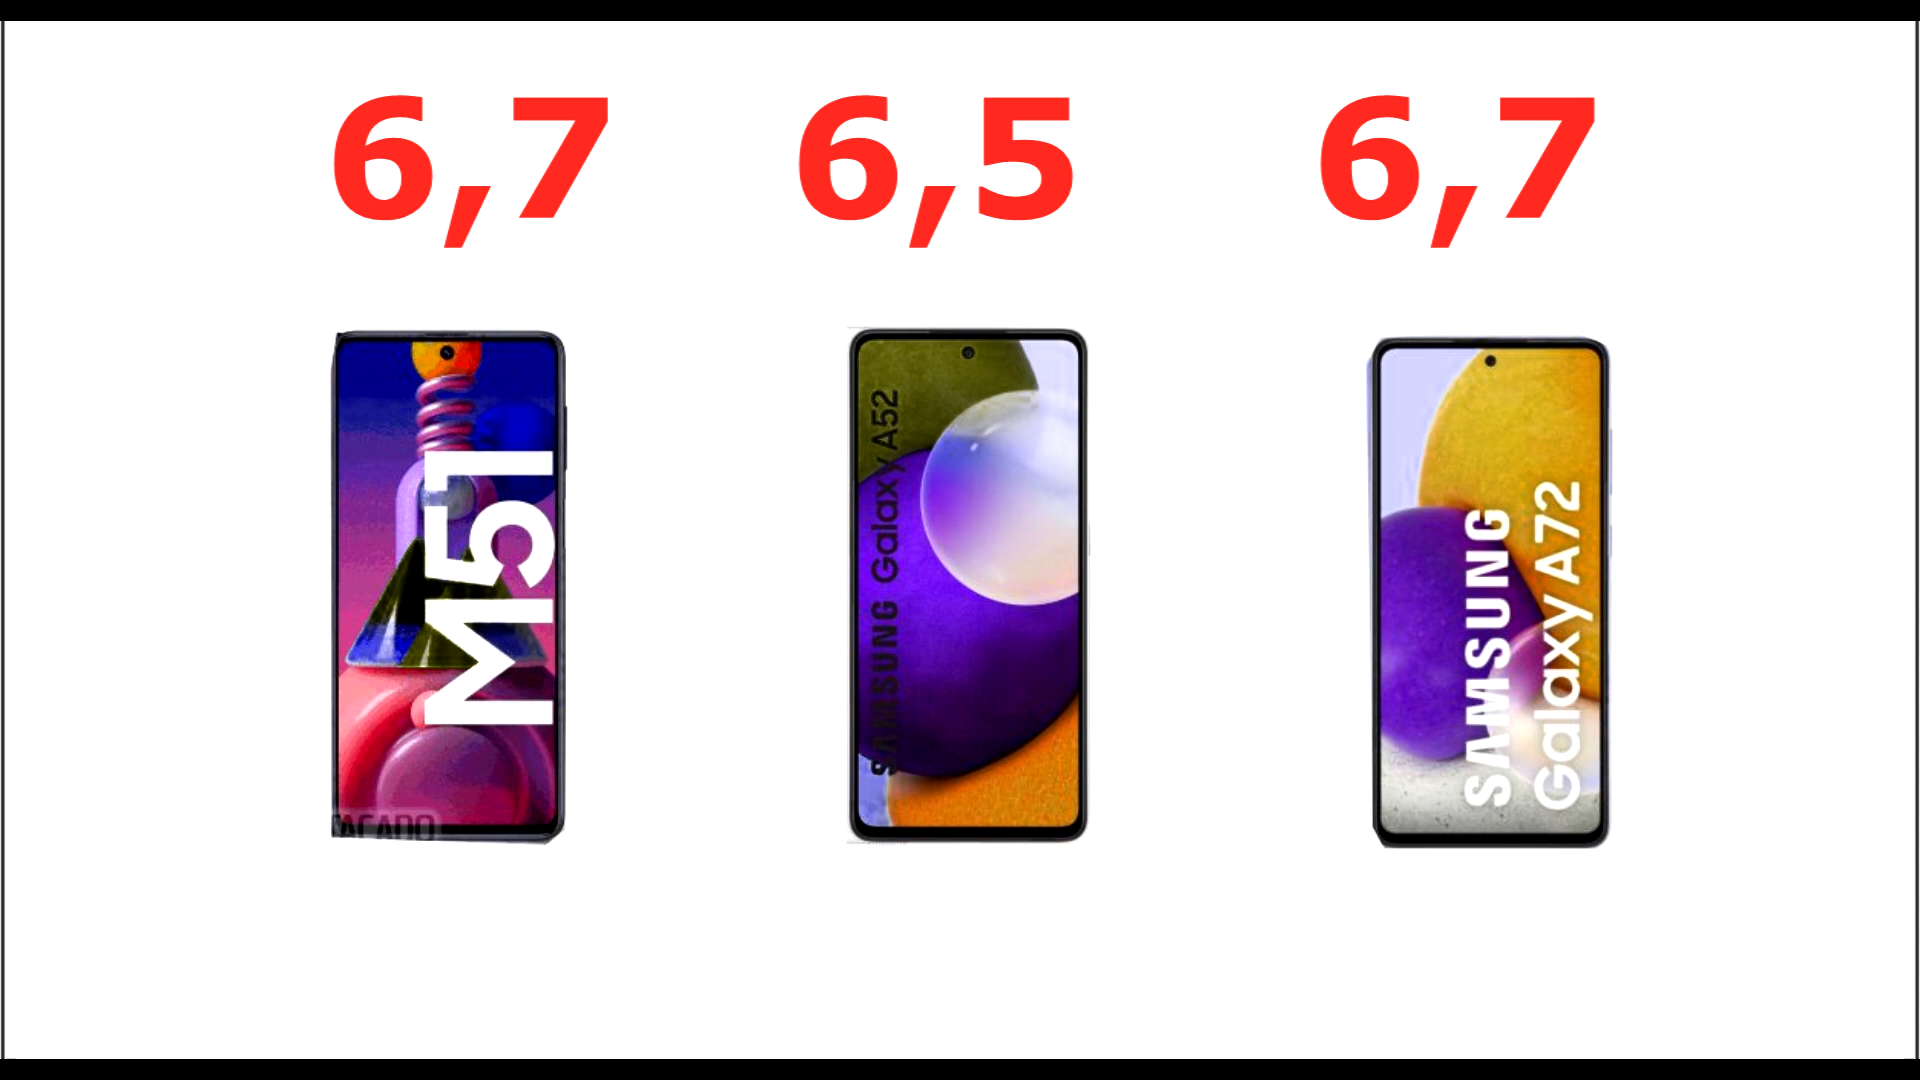 6,7
6,5
6,7
M51
SAMSUNG Galaxy A52
SAMSUNG
Galaxy A72